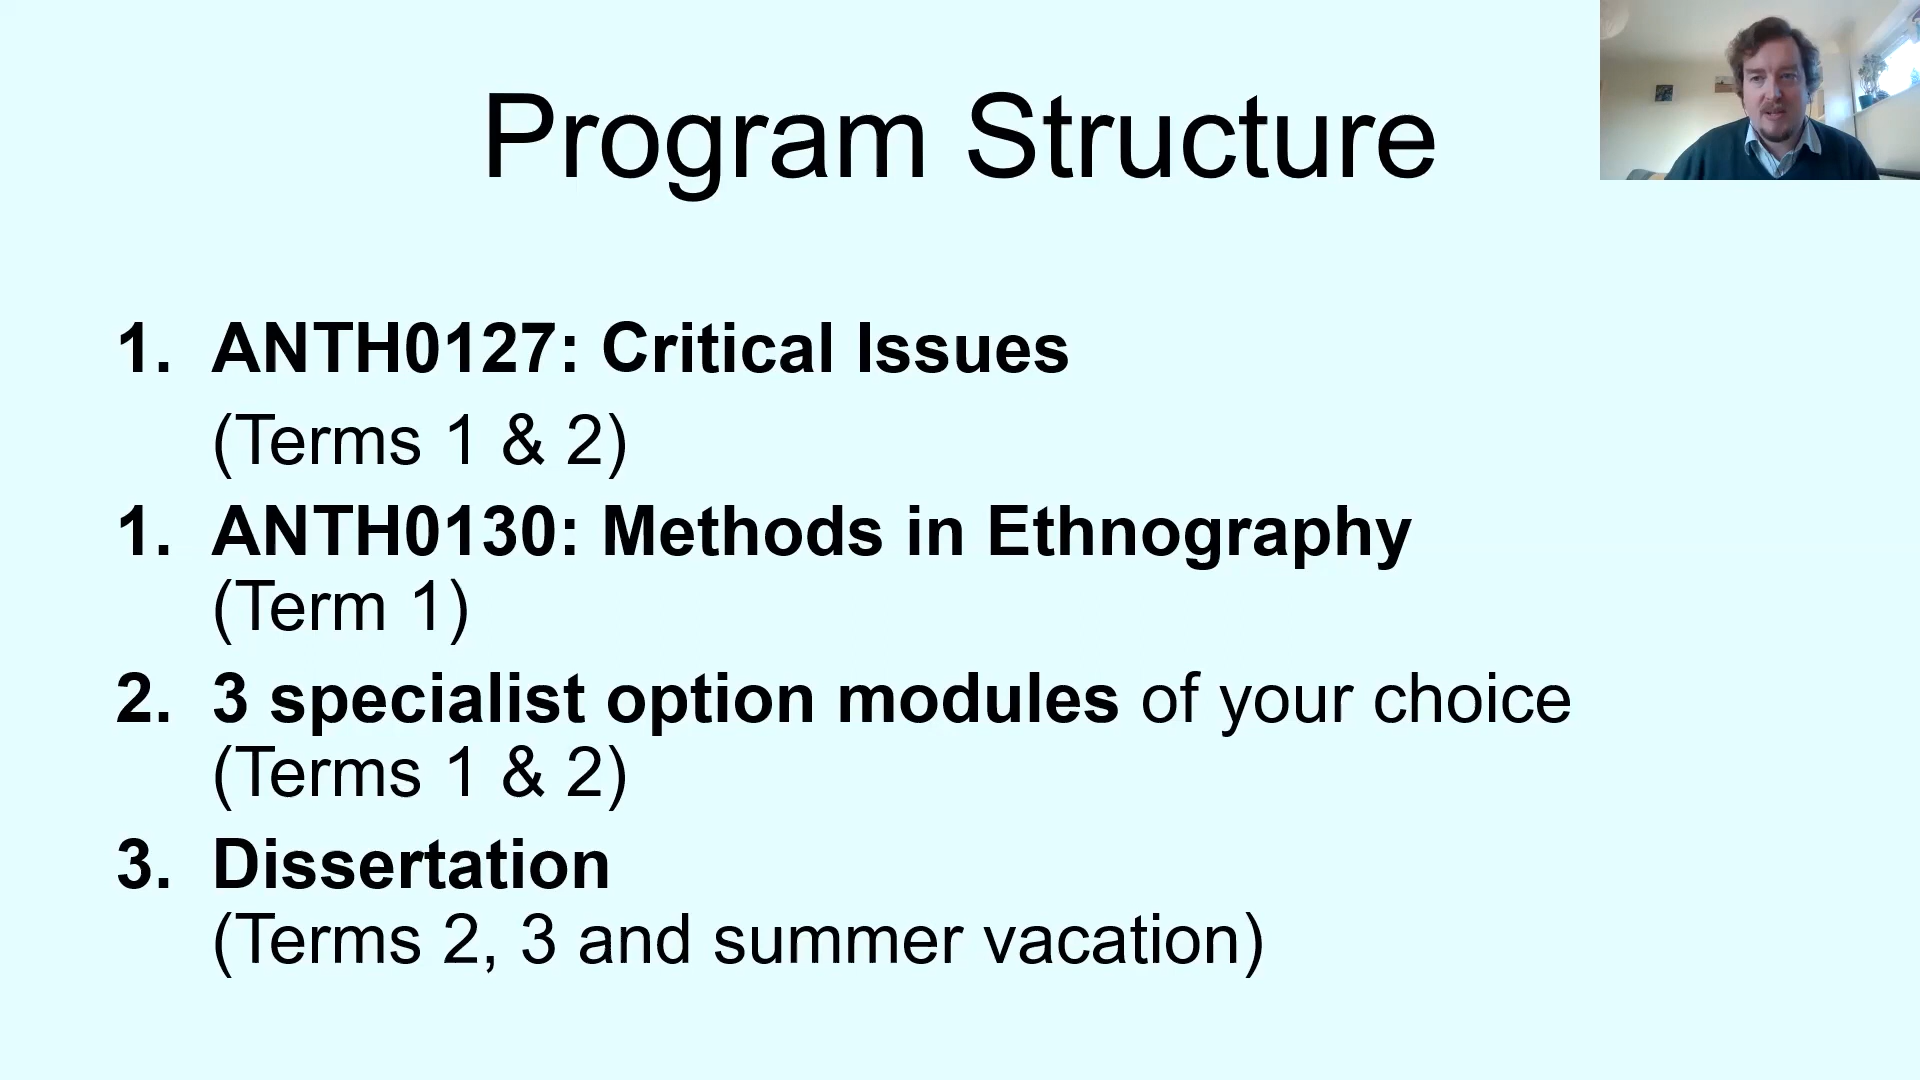 Program Structure
1. ANTH0127: Critical Issues
(Terms 1 & 2)
1. ANTH0130: Methods in Ethnography
(Term 1)
2. 3 specialist option modules of your choice
(Terms 1 & 2)
3. Dissertation
(Terms 2, 3 and summer vacation)